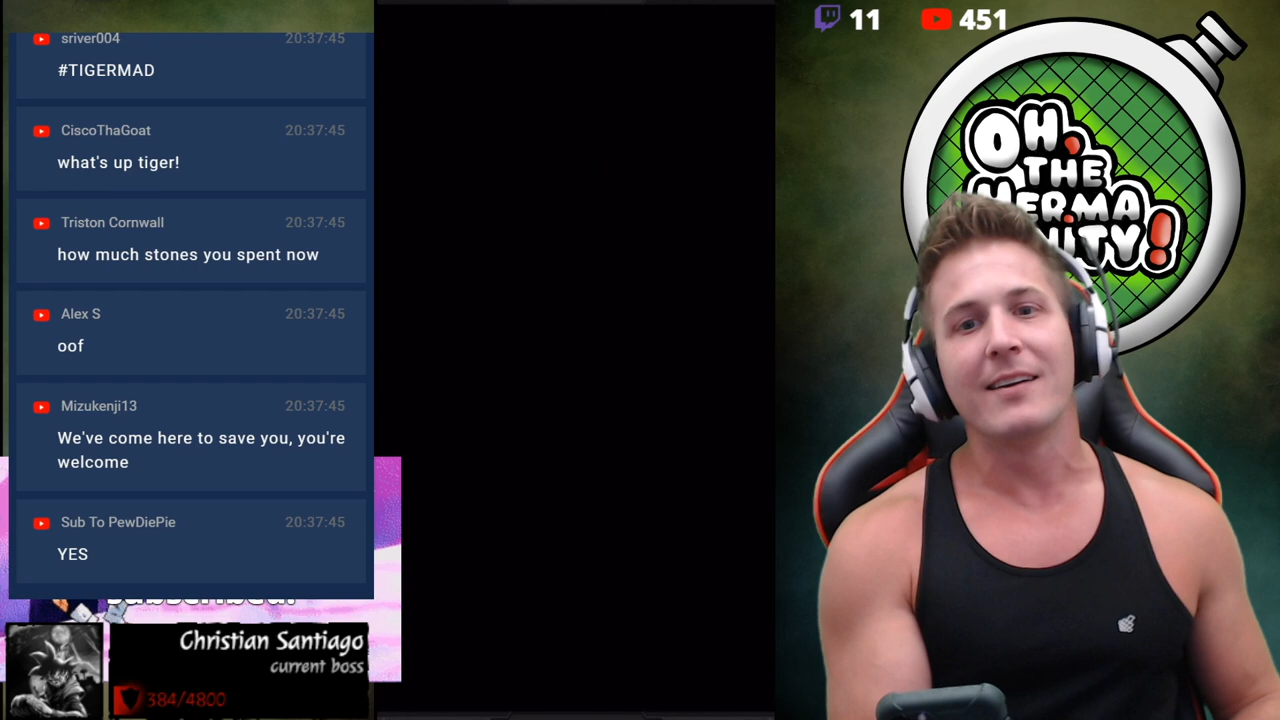 sriver004 20:37:45
#TIGERMAD
CiscoThaGoat 20:37:45
what's up tiger!
Triston Cornwall 20:37:45
how much stones you spent now
Alex S 20:37:45
oof
Mizukenji13 20:37:45
We've come here to save you, you're
welcome
Sub To PewDiePie 20:37:45
YES
Christian Santiago
current boss
384/4800
11 451
OH,
THE